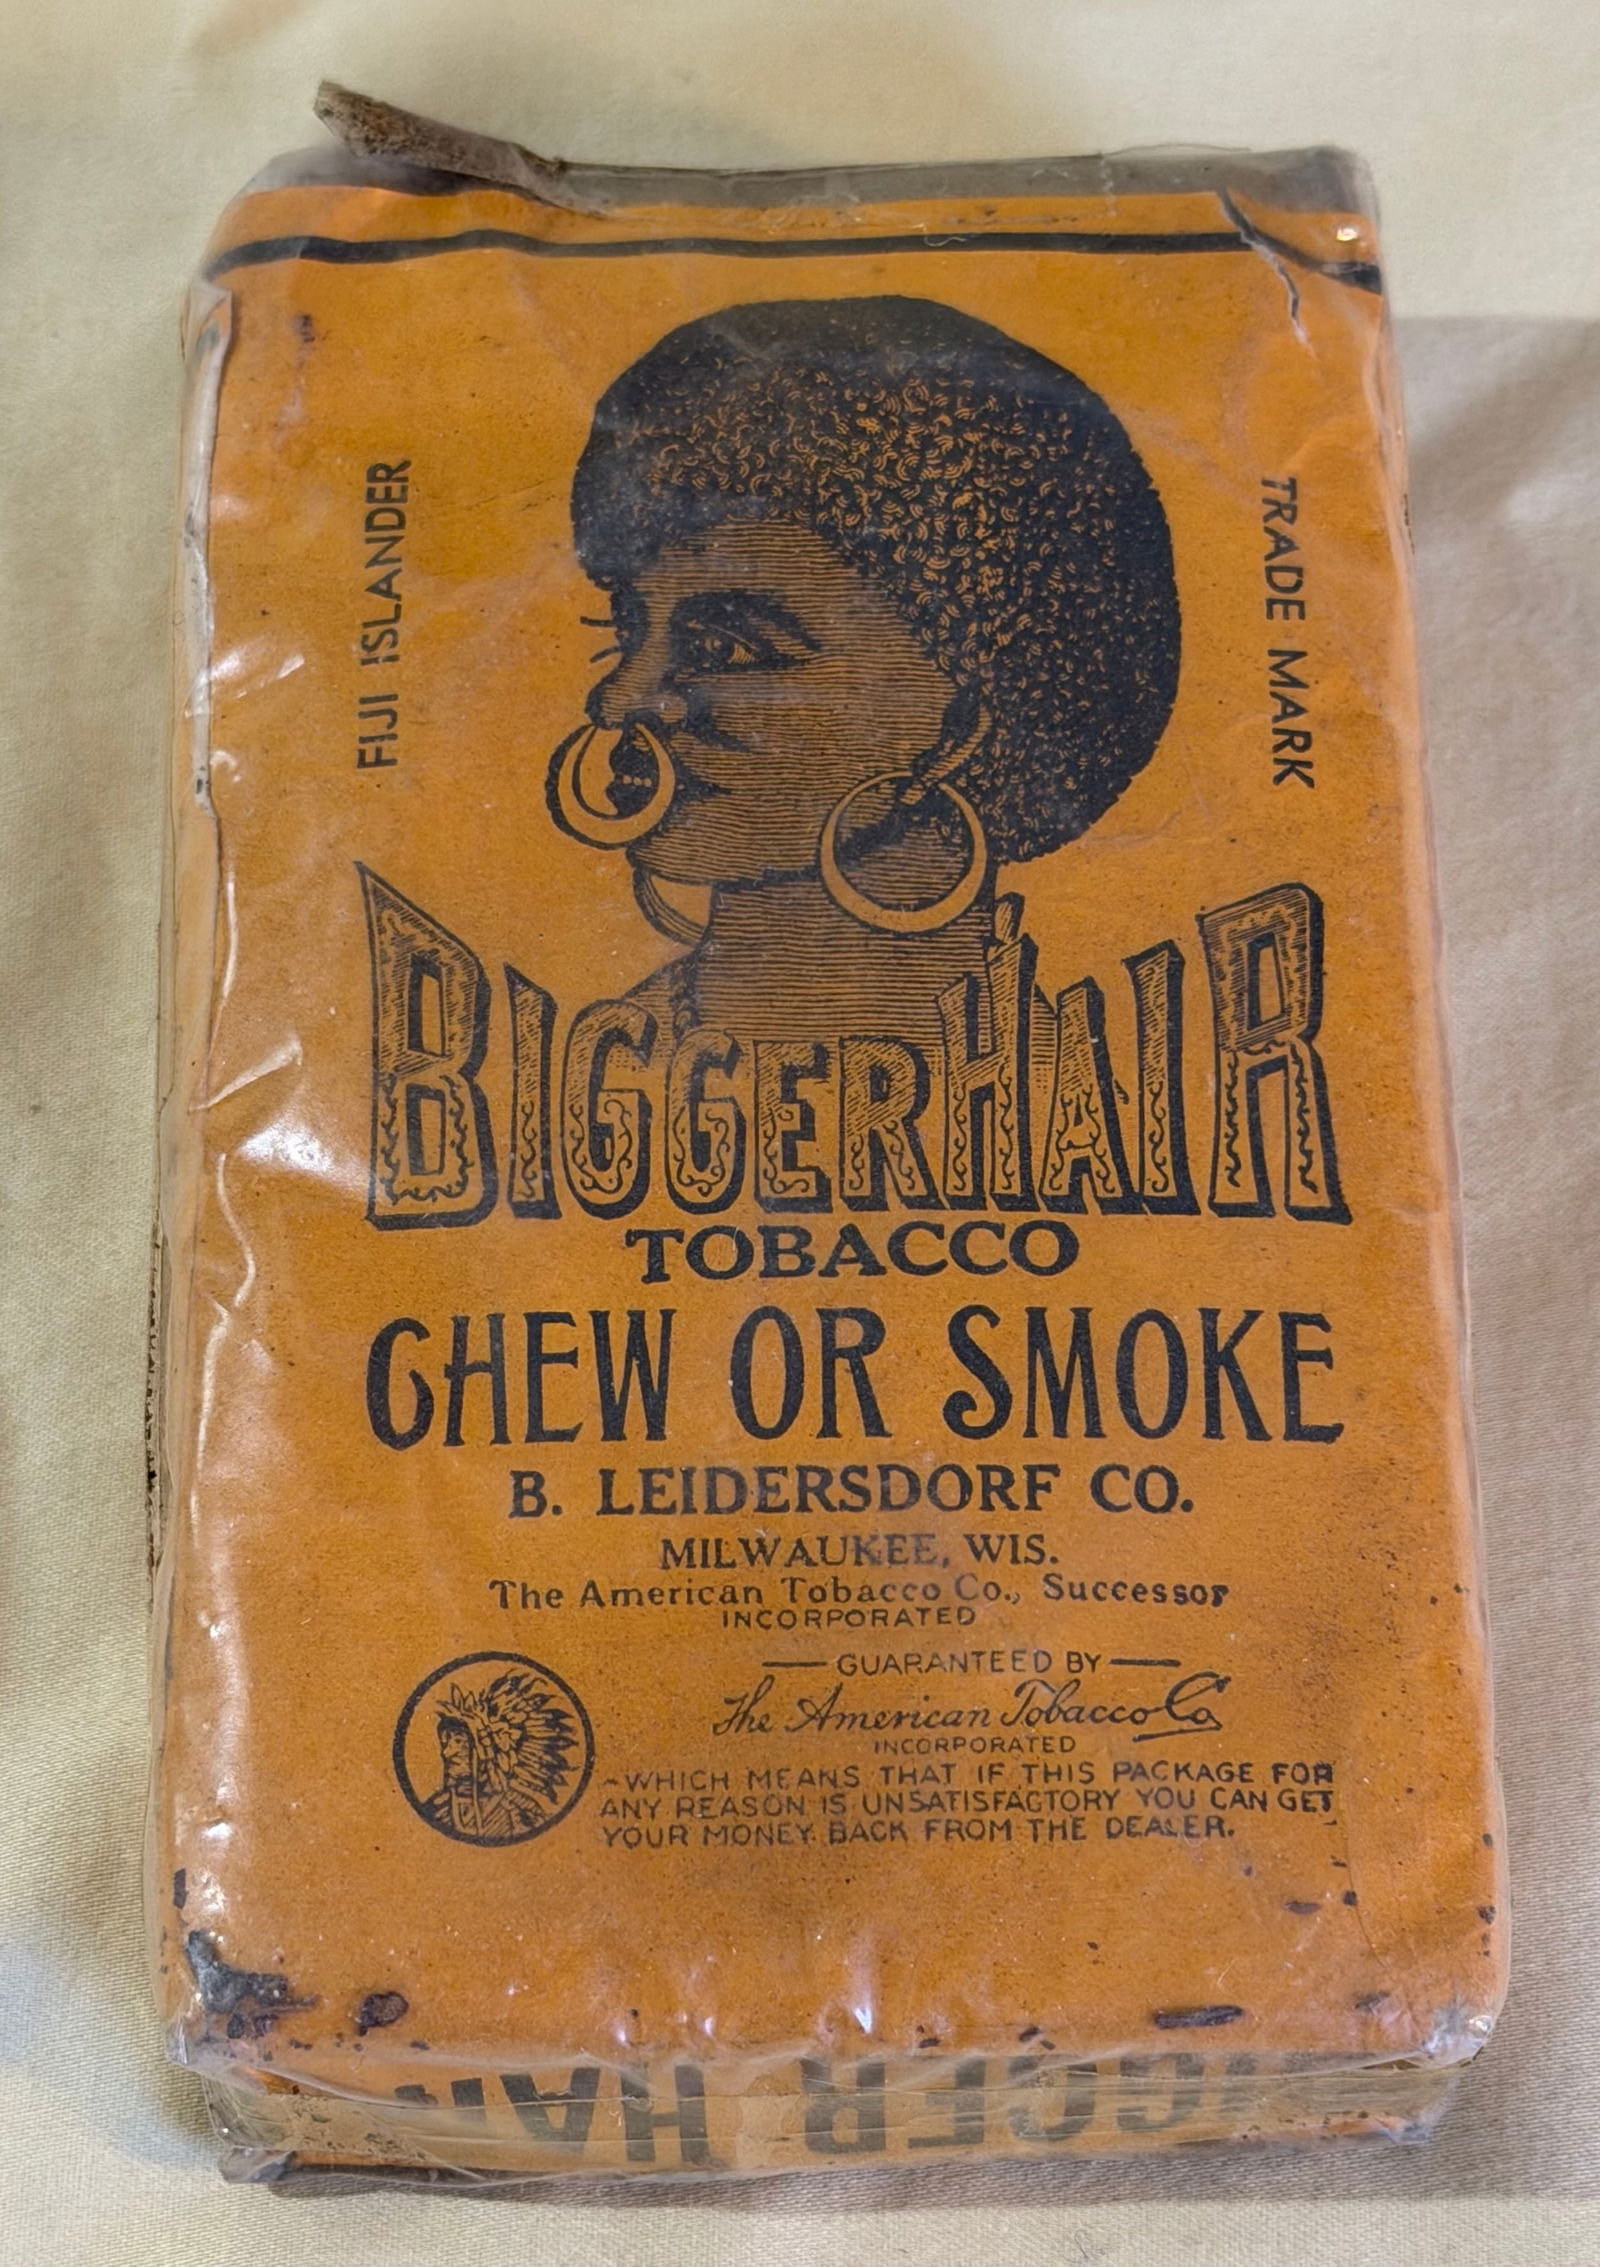 FIJI ISLANDER
TRADE MARK
BIGGERHAIR
TOBACCO
CHEW OR SMOKE
B. LEIDERSDORF CO.
MILWAUKEE, WIS.
The American Tobacco Co., Successor
INCORPORATED
GUARANTEED BY
The American Tobacco Co
INCORPORATED
~WHICH MEANS THAT IF THIS PACKAGE FOR
ANY REASON IS UNSATISFACTORY YOU CAN GET
YOUR MONEY BACK FROM THE DEALER.
IGGER HAI